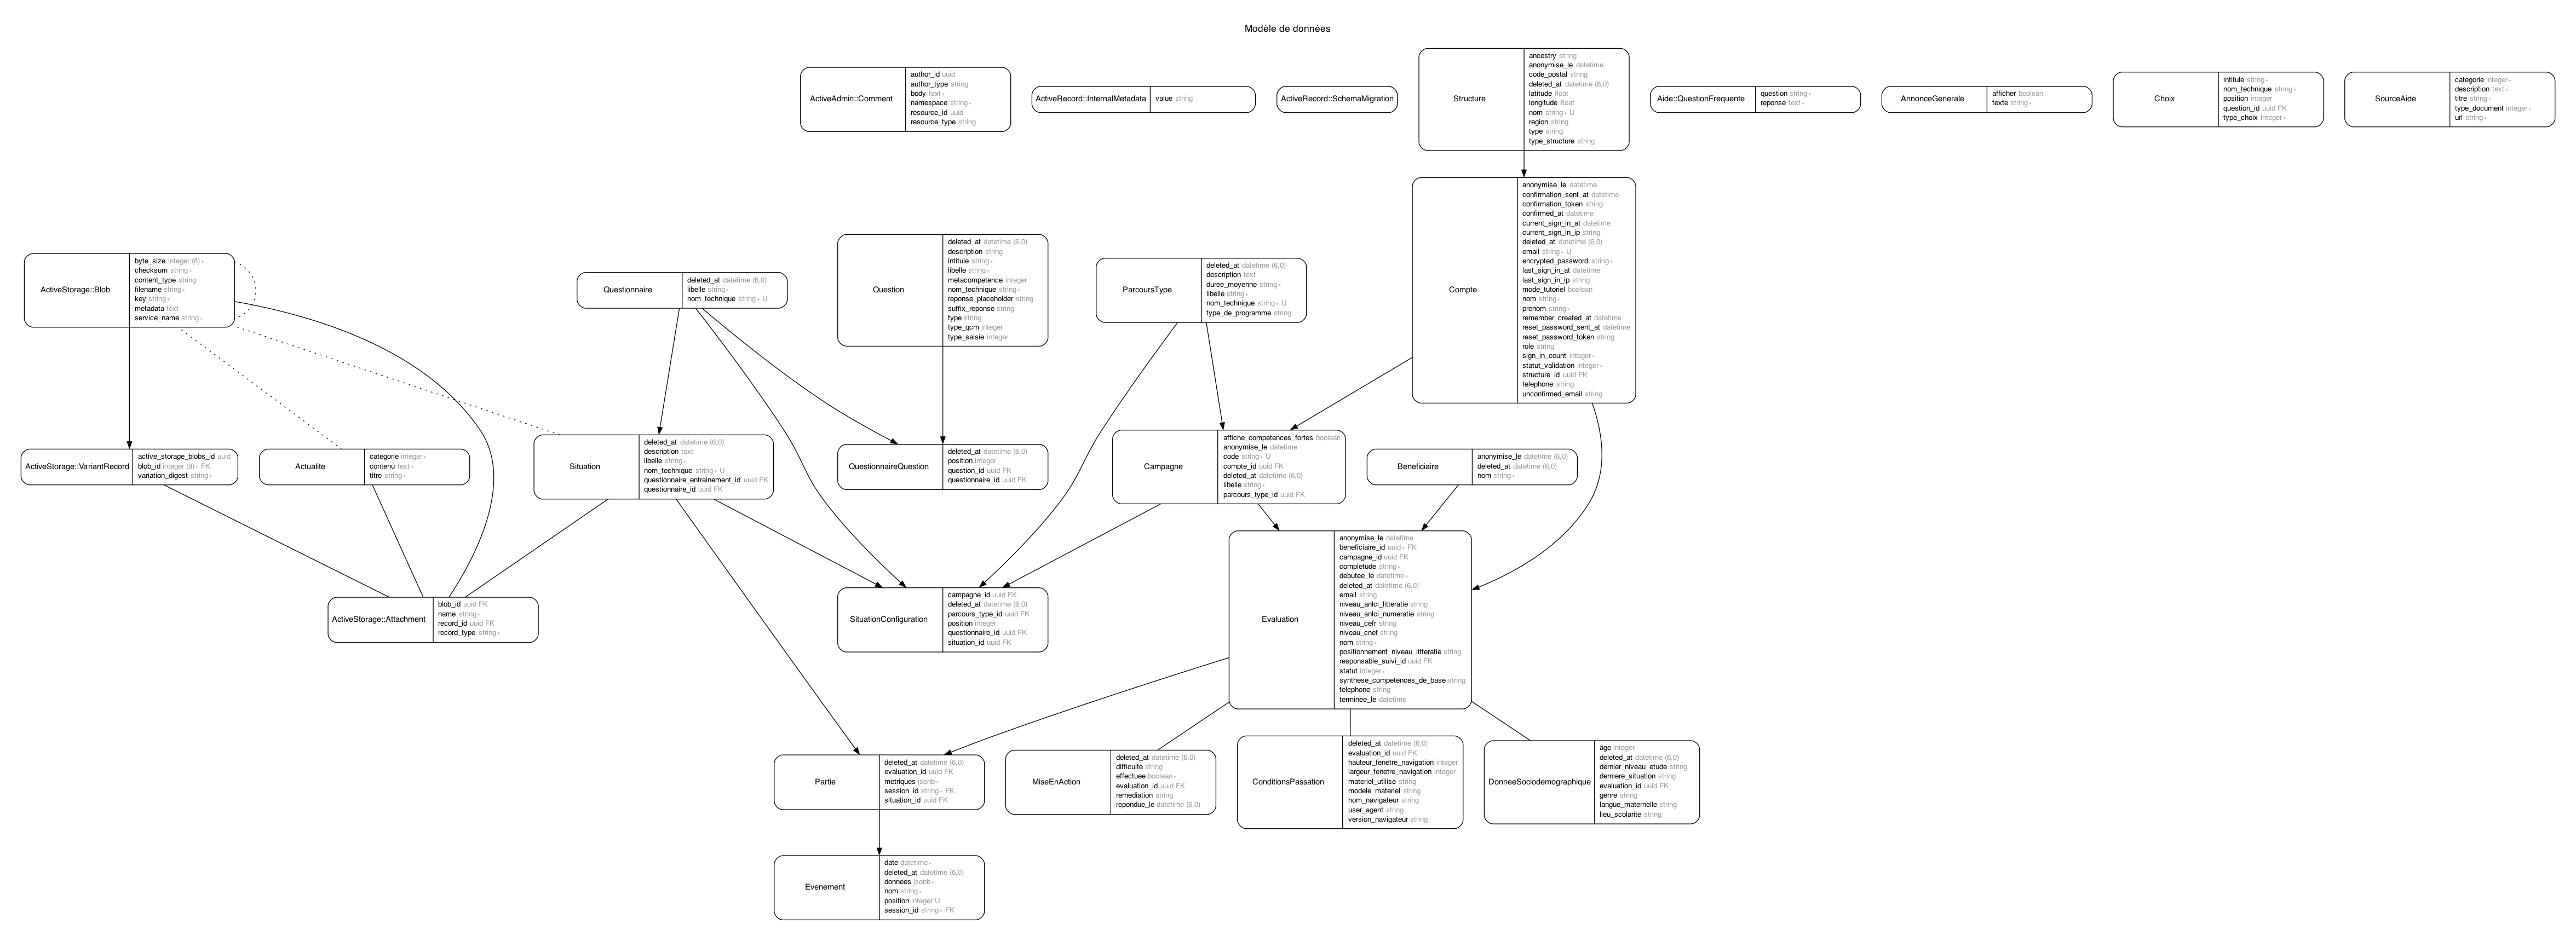 Modèle de données
ActiveAdmin::Comment
author_id uuid
author_type string
body text ∗
namespace string ∗
resource_id uuid
resource_type string
ActiveRecord::InternalMetadata
value string
ActiveRecord::SchemaMigration
Structure
ancestry string
anonymise_le datetime
code_postal string
deleted_at datetime (6,0)
latitude float
longitude float
nom string ∗ U
region string
type string
type_structure string
Aide::QuestionFrequente
question string ∗
reponse text ∗
AnnonceGenerale
afficher boolean
texte string ∗
Choix
intitule string ∗
nom_technique string ∗
position integer
question_id uuid FK
type_choix integer ∗
SourceAide
categorie integer ∗
description text ∗
titre string ∗
type_document integer ∗
url string ∗
Compte
anonymise_le datetime
confirmation_sent_at datetime
confirmation_token string
confirmed_at datetime
current_sign_in_at datetime
current_sign_in_ip string
deleted_at datetime (6,0)
email string ∗ U
encrypted_password string ∗
last_sign_in_at datetime
last_sign_in_ip string
mode_tutoriel boolean
nom string ∗
prenom string ∗
remember_created_at datetime
reset_password_sent_at datetime
reset_password_token string
role string
sign_in_count integer ∗
statut_validation integer ∗
structure_id uuid FK
telephone string
unconfirmed_email string
ActiveStorage::Blob
byte_size integer (8) ∗
checksum string ∗
content_type string
filename string ∗
key string ∗
metadata text
service_name string ∗
Questionnaire
deleted_at datetime (6,0)
libelle string ∗
nom_technique string ∗ U
Question
deleted_at datetime (6,0)
description string
intitule string ∗
libelle string ∗
metacompetence integer
nom_technique string ∗
reponse_placeholder string
suffix_reponse string
type string
type_qcm integer
type_saisie integer
ParcoursType
deleted_at datetime (6,0)
description text
duree_moyenne string ∗
libelle string ∗
nom_technique string ∗ U
type_de_programme string
ActiveStorage::VariantRecord
active_storage_blobs_id uuid
blob_id integer (8) ∗ FK
variation_digest string ∗
Actualite
categorie integer ∗
contenu text ∗
titre string ∗
Situation
deleted_at datetime (6,0)
description text
libelle string ∗
nom_technique string ∗ U
questionnaire_entrainement_id uuid FK
questionnaire_id uuid FK
QuestionnaireQuestion
deleted_at datetime (6,0)
position integer
question_id uuid FK
questionnaire_id uuid FK
Campagne
affiche_competences_fortes boolean
anonymise_le datetime
code string ∗ U
compte_id uuid FK
deleted_at datetime (6,0)
libelle string ∗
parcours_type_id uuid FK
Beneficiaire
anonymise_le datetime (6,0)
deleted_at datetime (6,0)
nom string ∗
ActiveStorage::Attachment
blob_id uuid FK
name string ∗
record_id uuid FK
record_type string ∗
SituationConfiguration
campagne_id uuid FK
deleted_at datetime (6,0)
parcours_type_id uuid FK
position integer
questionnaire_id uuid FK
situation_id uuid FK
Evaluation
anonymise_le datetime
beneficiaire_id uuid ∗ FK
campagne_id uuid FK
completude string ∗
debutee_le datetime ∗
deleted_at datetime (6,0)
email string
niveau_anlci_litteratie string
niveau_anlci_numeratie string
niveau_cefr string
niveau_cnef string
nom string ∗
positionnement_niveau_litteratie string
responsable_suivi_id uuid FK
statut integer ∗
synthese_competences_de_base string
telephone string
terminee_le datetime
Partie
deleted_at datetime (6,0)
evaluation_id uuid FK
metriques jsonb ∗
session_id string ∗ FK
situation_id uuid FK
MiseEnAction
deleted_at datetime (6,0)
difficulte string
effectuee boolean ∗
evaluation_id uuid FK
remediation string
repondue_le datetime (6,0)
ConditionsPassation
deleted_at datetime (6,0)
evaluation_id uuid FK
hauteur_fenetre_navigation integer
largeur_fenetre_navigation integer
materiel_utilise string
modele_materiel string
nom_navigateur string
user_agent string
version_navigateur string
DonneeSociodemographique
age integer
deleted_at datetime (6,0)
dernier_niveau_etude string
derniere_situation string
evaluation_id uuid FK
genre string
langue_maternelle string
lieu_scolarite string
Evenement
date datetime ∗
deleted_at datetime (6,0)
donnees jsonb ∗
nom string ∗
position integer U
session_id string ∗ FK